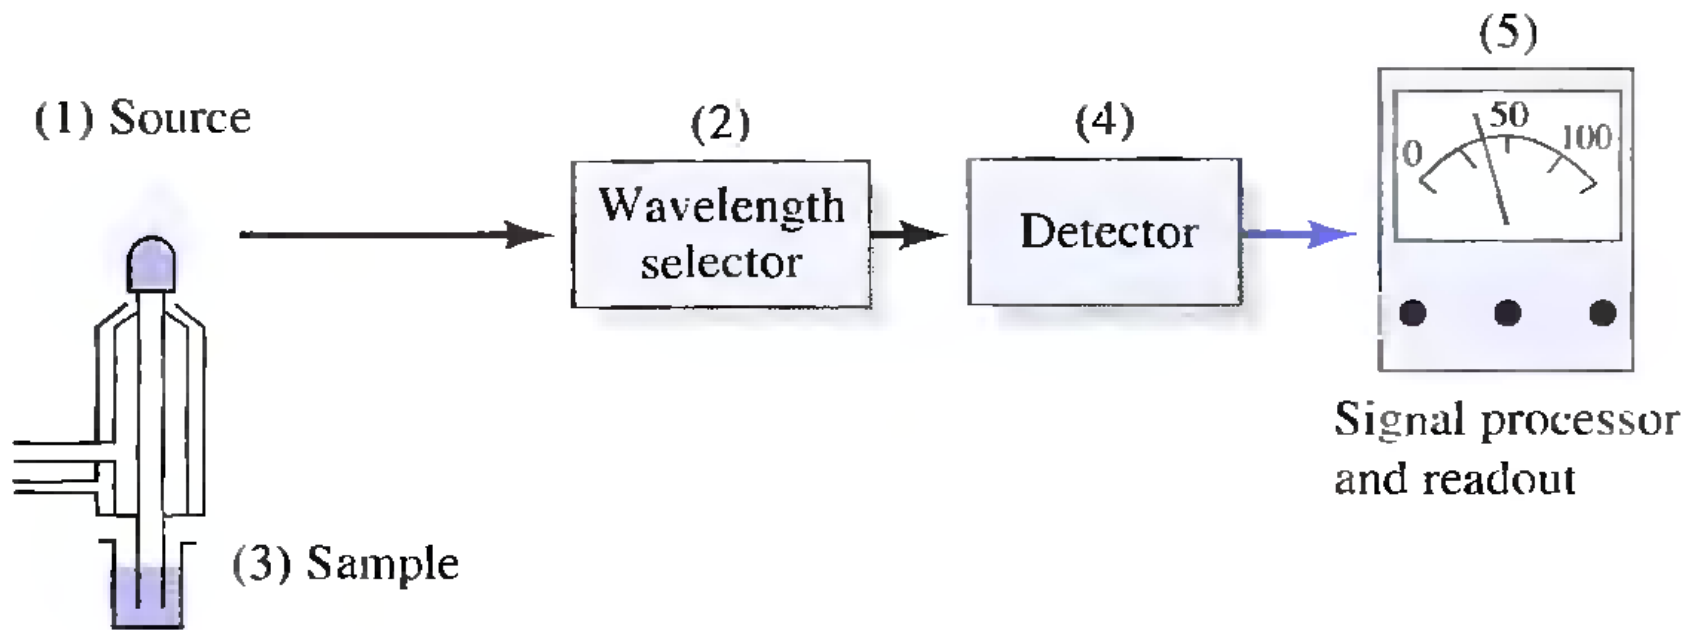 (5)
(1) Source
(2)
(4)
0
50
100
Wavelength
selector
Detector
Signal processor
and readout
(3) Sample